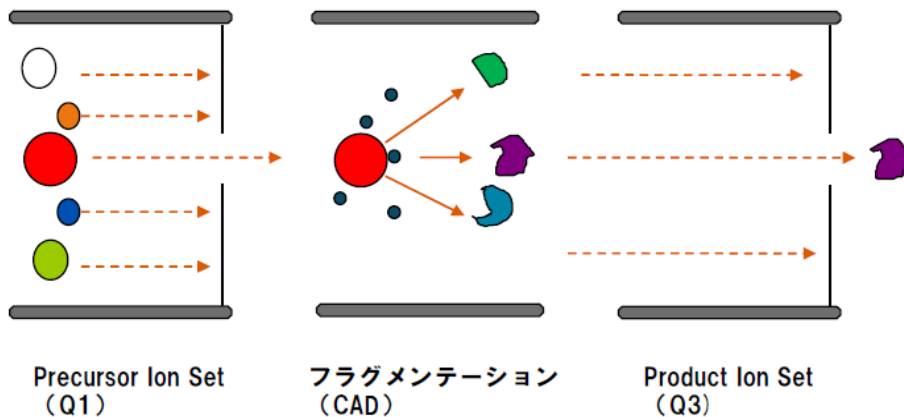 Precursor Ion Set
（Q1）
フラグメンテーション
（CAD）
Product Ion Set
（Q3）